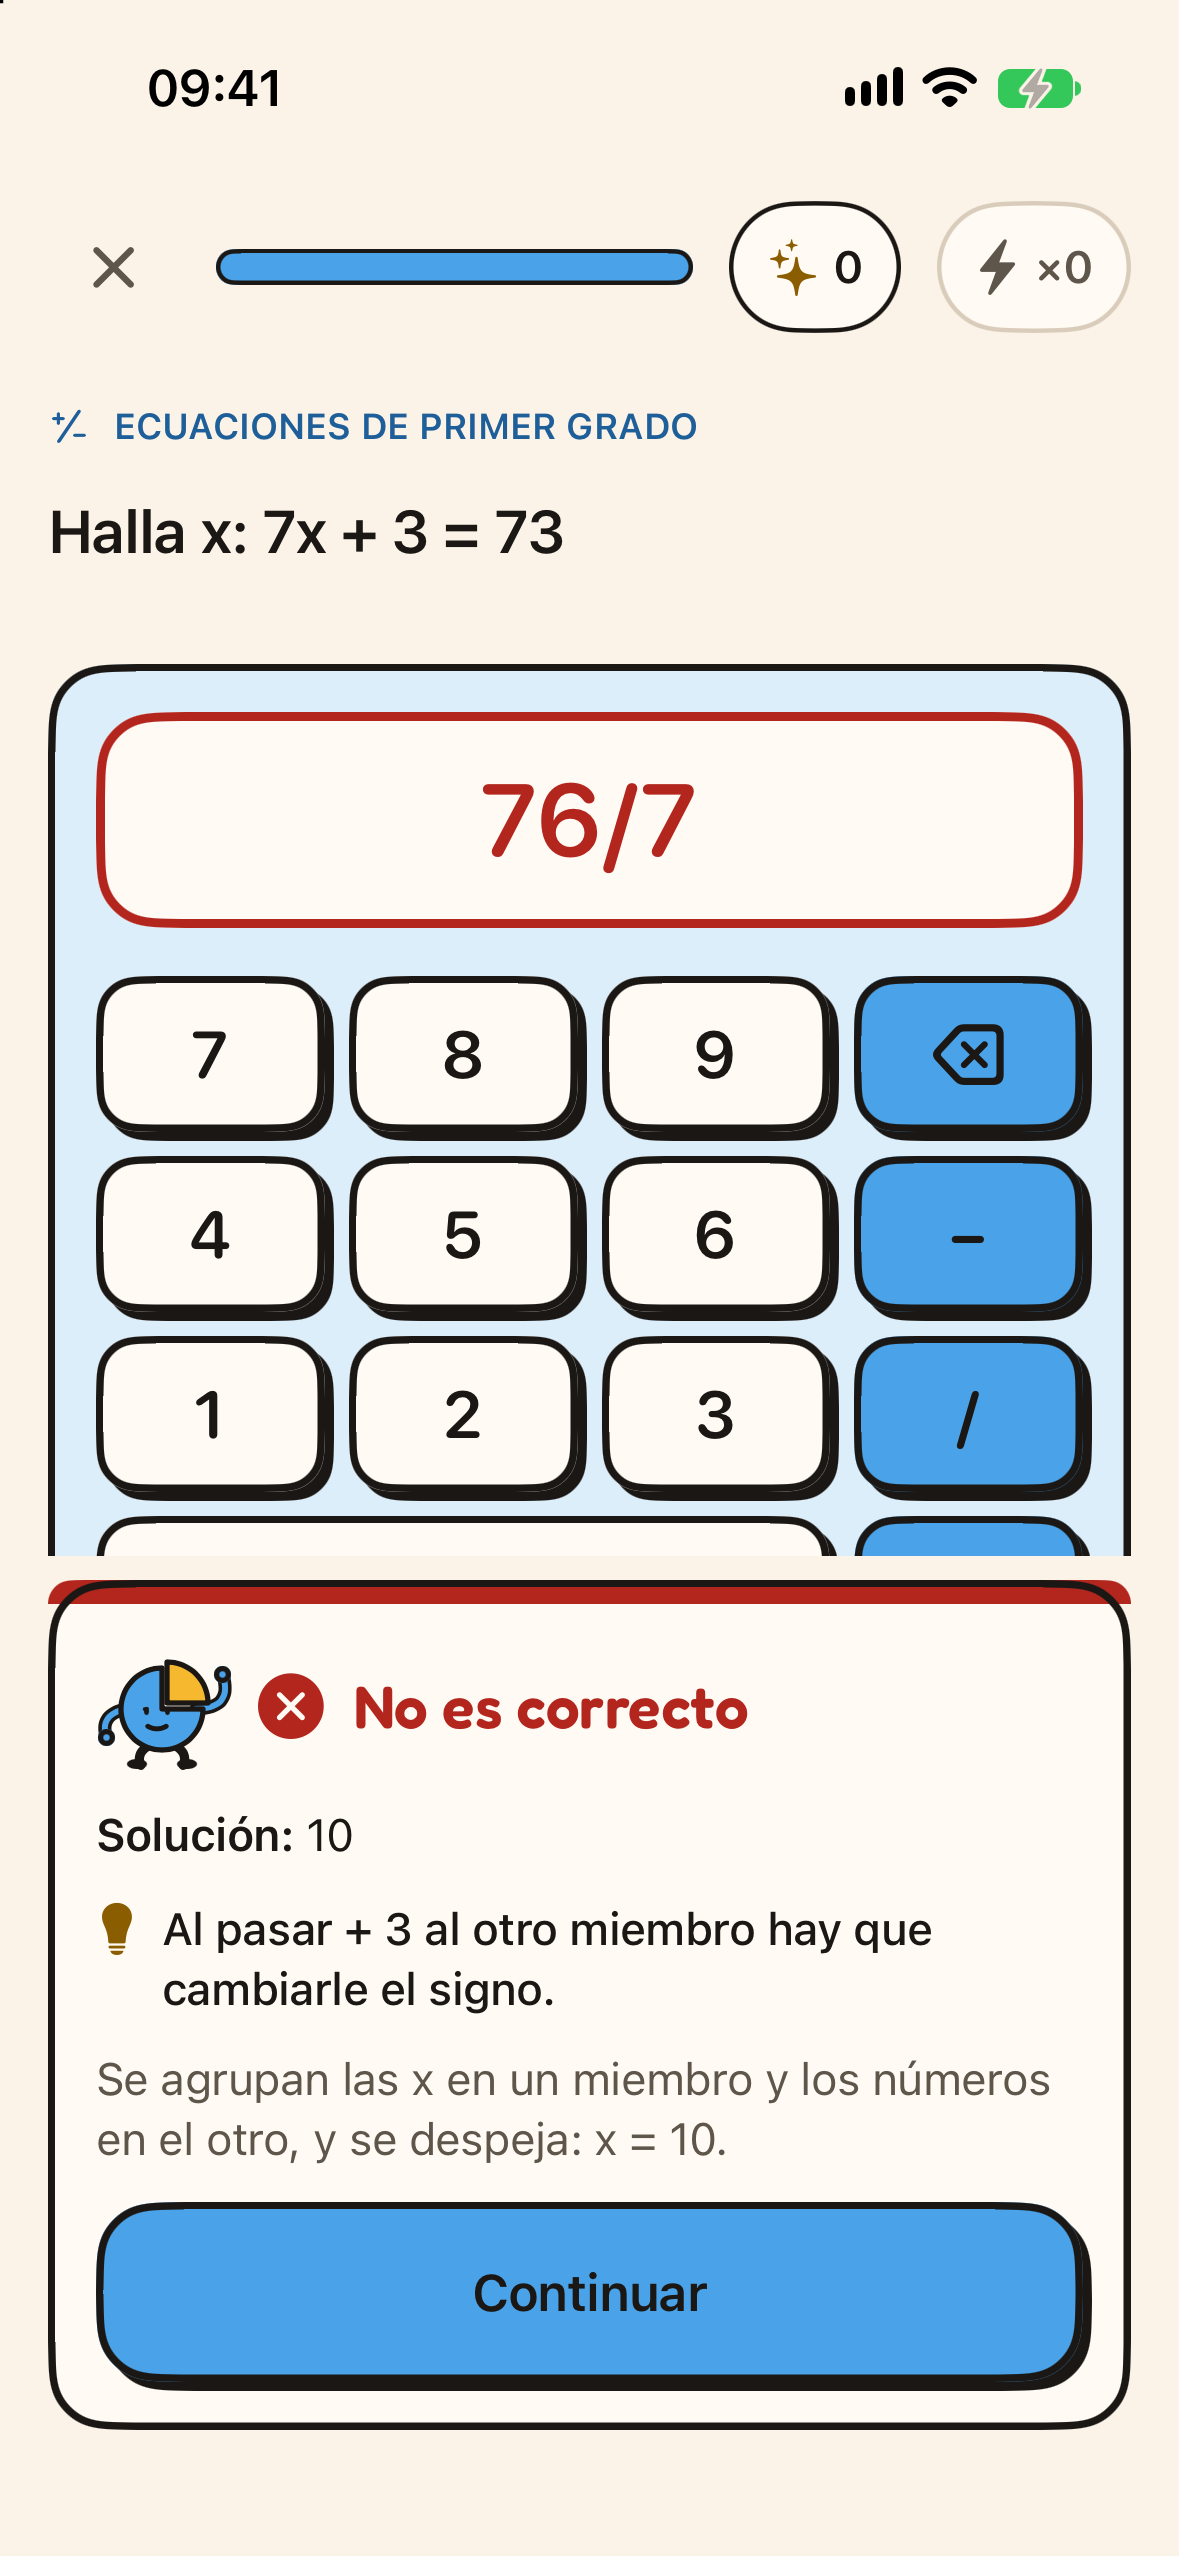 09:41
0
×0
ECUACIONES DE PRIMER GRADO
Halla x: 7x + 3 = 73
76/7
7 8 9
4 5 6 −
1 2 3 /
No es correcto
Solución: 10
Al pasar + 3 al otro miembro hay que
cambiarle el signo.
Se agrupan las x en un miembro y los números
en el otro, y se despeja: x = 10.
Continuar